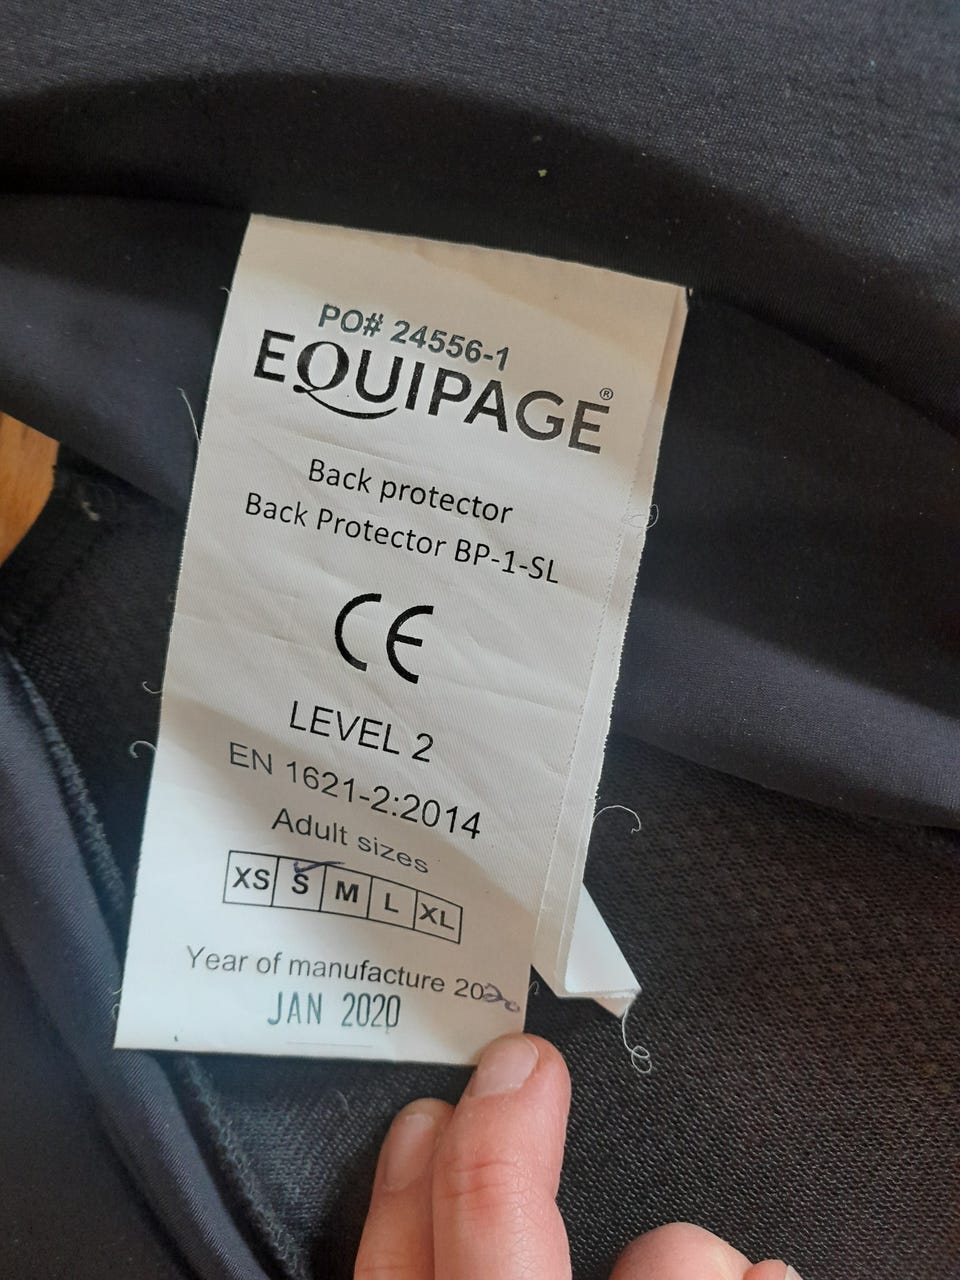 PO# 24556-1
EQUIPAGE®
Back protector
Back Protector BP-1-SL
CE
LEVEL 2
EN 1621-2:2014
Adult sizes
XS S M L XL
Year of manufacture 2020
JAN 2020